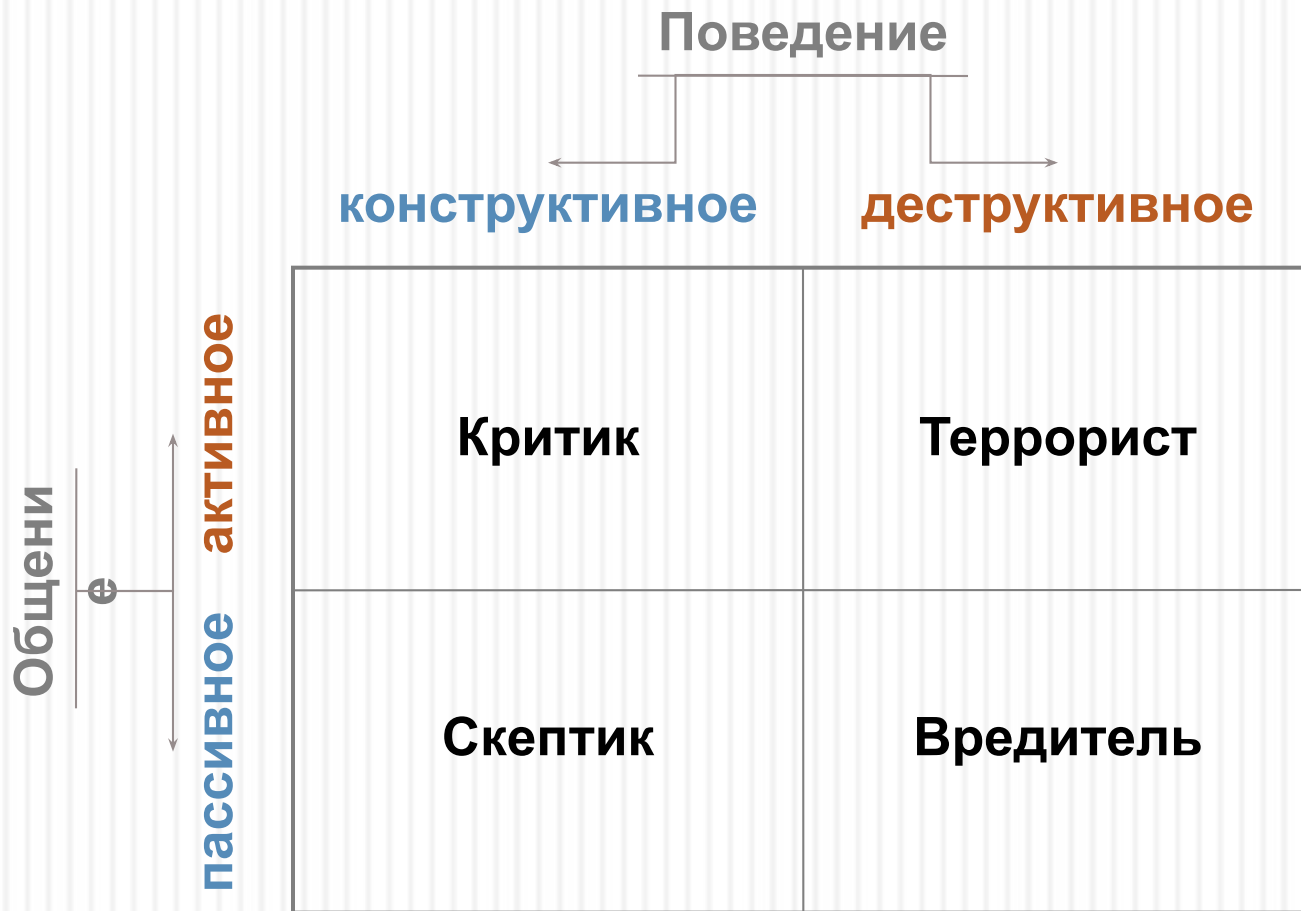 Поведение
конструктивное
деструктивное
активное
Критик
Террорист
Общени
е
пассивное
Скептик
Вредитель